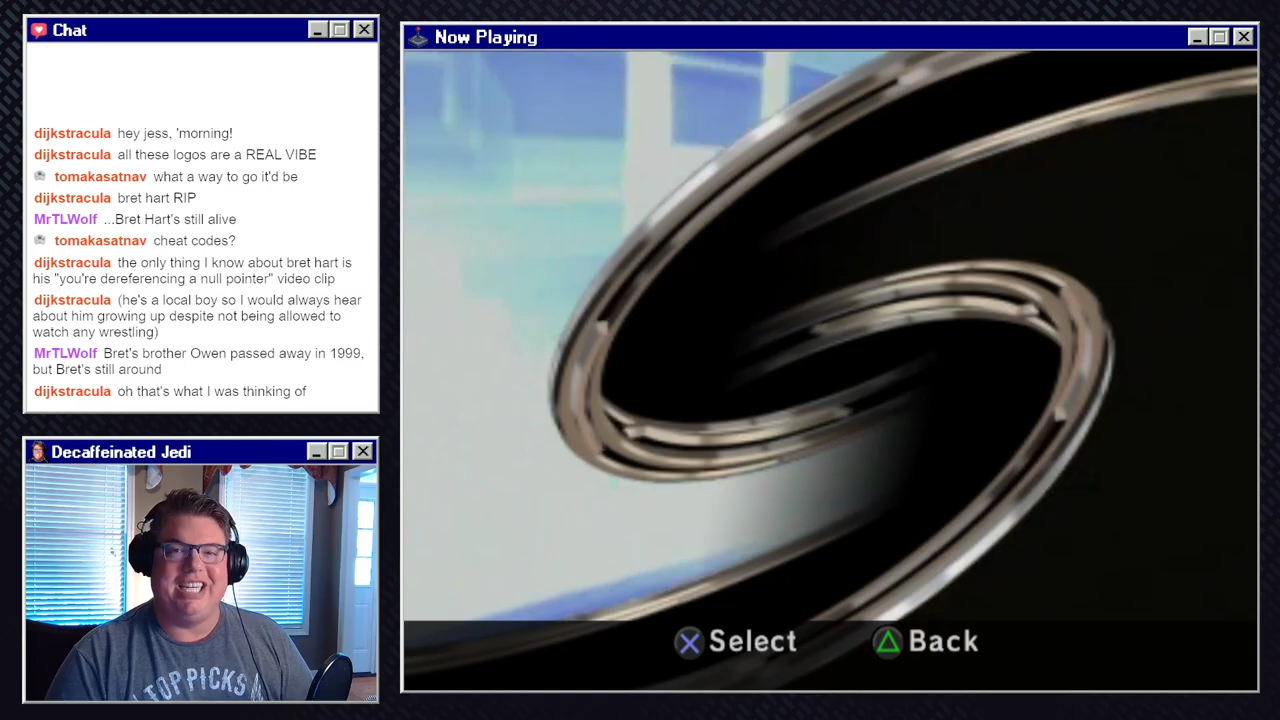 Chat
dijkstracula hey jess, 'morning!
dijkstracula all these logos are a REAL VIBE
tomakasatnav what a way to go it'd be
dijkstracula bret hart RIP
MrTLWolf ...Bret Hart's still alive
tomakasatnav cheat codes?
dijkstracula the only thing I know about bret hart is
his "you're dereferencing a null pointer" video clip
dijkstracula (he's a local boy so I would always hear
about him growing up despite not being allowed to
watch any wrestling)
MrTLWolf Bret's brother Owen passed away in 1999,
but Bret's still around
dijkstracula oh that's what I was thinking of
Decaffeinated Jedi
TOPPICKS
Now Playing
Select Back